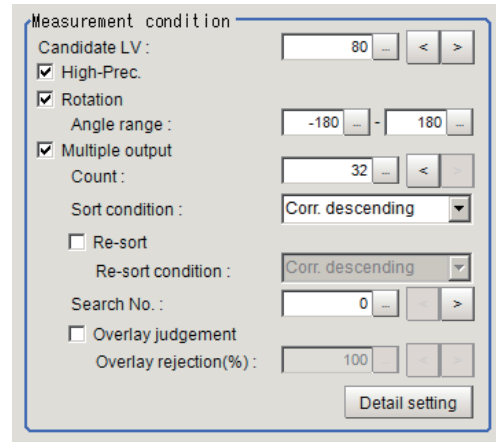 Measurement condition
Candidate LV : 80 ... < >
High-Prec.
Rotation
Angle range : -180 ... - 180 ...
Multiple output
Count : 32 ... < >
Sort condition : Corr. descending
Re-sort
Re-sort condition : Corr. descending
Search No. : 0 ... < >
Overlay judgement
Overlay rejection(%) : 100 ... < >
Detail setting